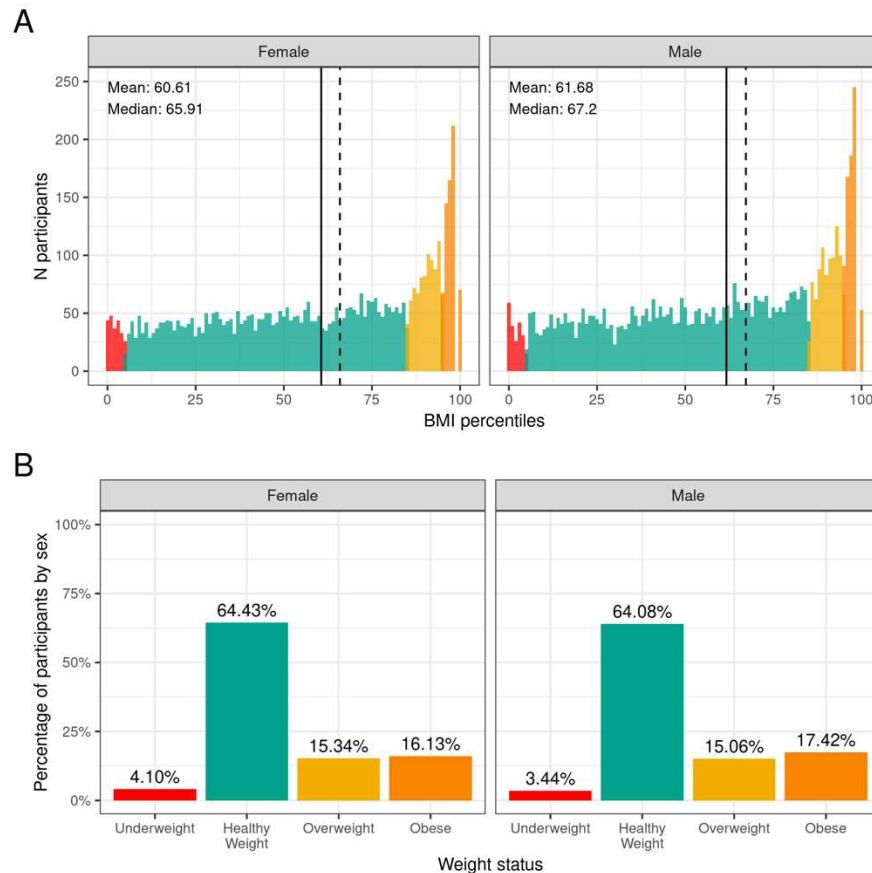 A
Female
Male
Mean: 60.61
Median: 65.91
Mean: 61.68
Median: 67.2
N participants
250
200
150
100
50
0
0 25 50 75 100
0 25 50 75 100
BMI percentiles
B
Female
Male
Percentage of participants by sex
100%
75%
50%
25%
0%
4.10%
64.43%
15.34%
16.13%
3.44%
64.08%
15.06%
17.42%
Underweight
Healthy
Weight
Overweight
Obese
Underweight
Healthy
Weight
Overweight
Obese
Weight status